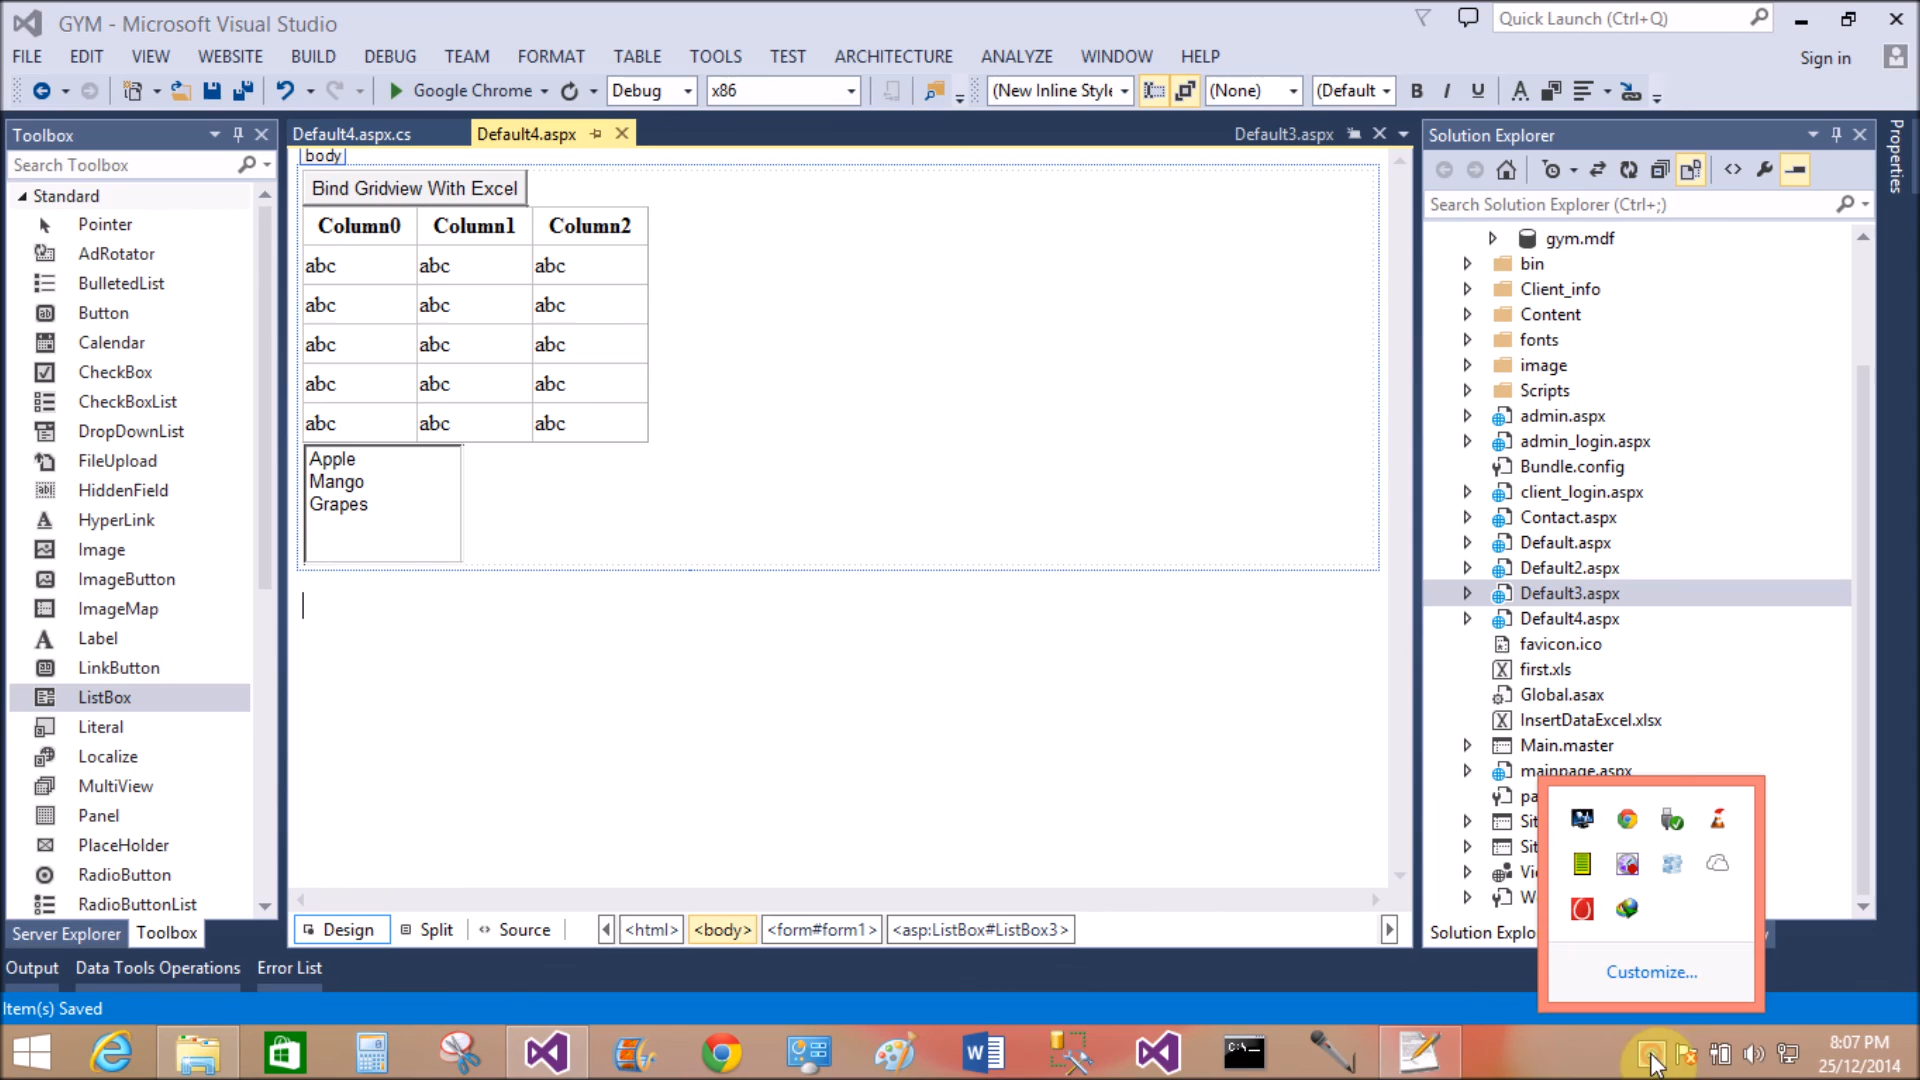 GYM - Microsoft Visual Studio
Quick Launch (Ctrl+Q)
FILE EDIT VIEW WEBSITE BUILD DEBUG TEAM FORMAT TABLE TOOLS TEST ARCHITECTURE ANALYZE WINDOW HELP
Sign in
Google Chrome Debug x86 (New Inline Style (None) (Default B I U
Toolbox
Search Toolbox
Standard
Pointer
AdRotator
BulletedList
Button
Calendar
CheckBox
CheckBoxList
DropDownList
FileUpload
HiddenField
HyperLink
Image
ImageButton
ImageMap
Label
LinkButton
ListBox
Literal
Localize
MultiView
Panel
PlaceHolder
RadioButton
RadioButtonList
Server Explorer Toolbox
Default4.aspx.cs Default4.aspx Default3.aspx
body
Bind Gridview With Excel
Column0 Column1 Column2
abc abc abc
abc abc abc
abc abc abc
abc abc abc
abc abc abc
Apple
Mango
Grapes
Design Split Source <html> <body> <form#form1> <asp:ListBox#ListBox3>
Solution Explorer
Search Solution Explorer (Ctrl+;)
gym.mdf
bin
Client_info
Content
fonts
image
Scripts
admin.aspx
admin_login.aspx
Bundle.config
client_login.aspx
Contact.aspx
Default.aspx
Default2.aspx
Default3.aspx
Default4.aspx
favicon.ico
first.xls
Global.asax
InsertDataExcel.xlsx
Main.master
mainpage.aspx
pa
Sit
Sit
Vi
W
Solution Explo
Properties
Customize...
Output Data Tools Operations Error List
Item(s) Saved
8:07 PM
25/12/2014